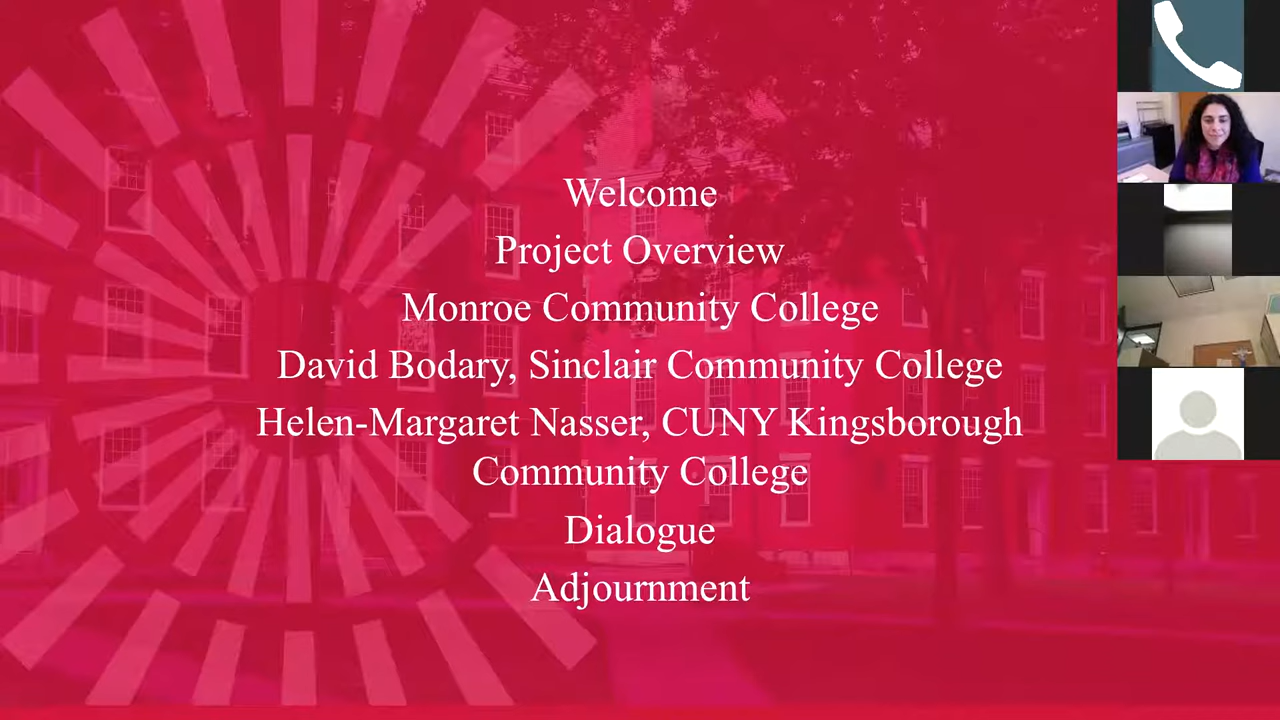 Welcome
Project Overview
Monroe Community College
David Bodary, Sinclair Community College
Helen-Margaret Nasser, CUNY Kingsborough
Community College
Dialogue
Adjournment